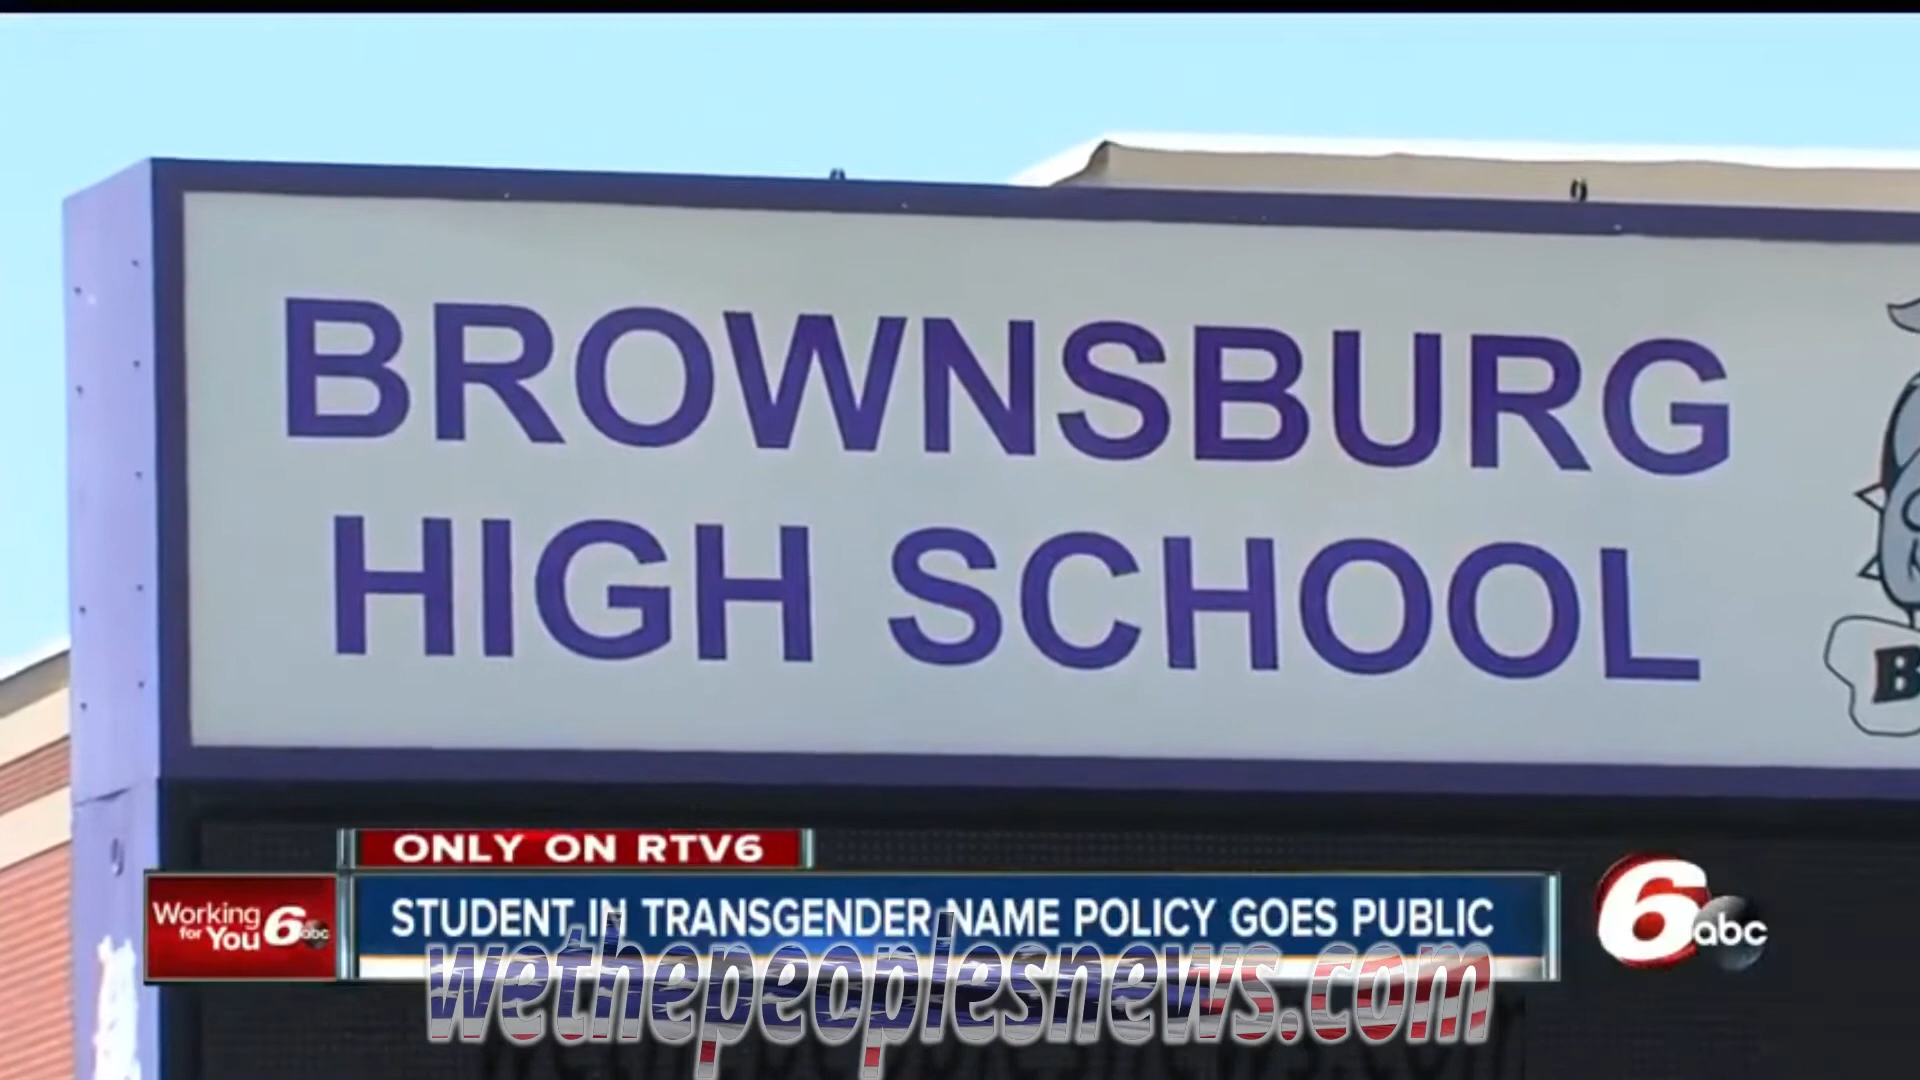 BROWNSBURG
HIGH SCHOOL
B
ONLY ON RTV6
Working
for
You
6
abc
STUDENT IN TRANSGENDER NAME POLICY GOES PUBLIC
6
abc
wethepeoplesnews.com